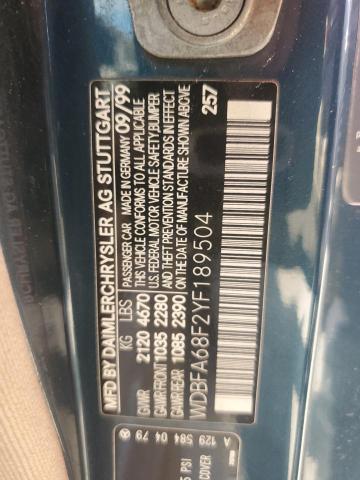 MFD BY DAIMLERCHRYSLER AG STUTTGART
PASSENGER CAR MADE IN GERMANY 09/99
KG LBS THIS VEHICLE CONFORMS TO ALL APPLICABLE
GVWR 2120 4670 U.S. FEDERAL MOTOR VEHICLE SAFETY, BUMPER
GAWR/FRONT 1035 2280 AND THEFT PREVENTION STANDARDS IN EFFECT
GAWR/REAR 1085 2390 ON THE DATE OF MANUFACTURE SHOWN ABOVE
WDBFA68F2YF189504 257
A 129 584 04 79
PSI
COVER